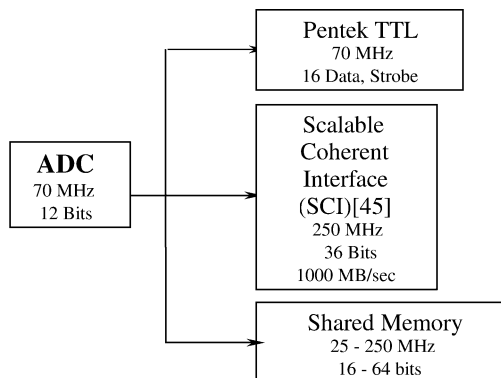 Pentek TTL
70 MHz
16 Data, Strobe
Scalable
Coherent
Interface
(SCI)[45]
250 MHz
36 Bits
1000 MB/sec
ADC
70 MHz
12 Bits
Shared Memory
25 - 250 MHz
16 - 64 bits